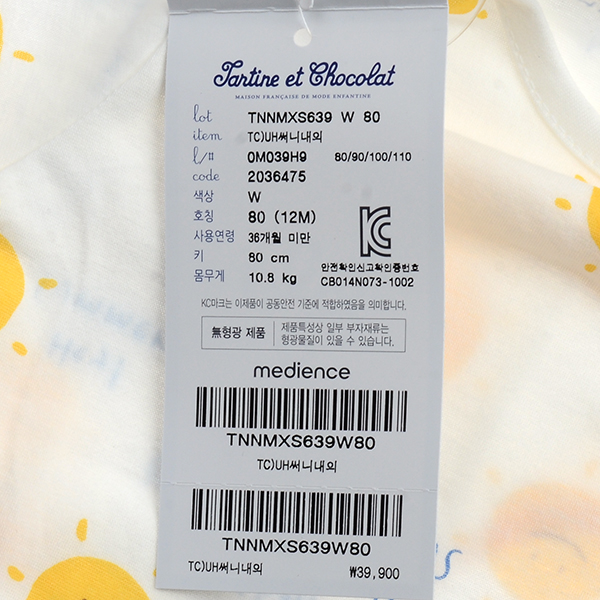 Tartine et Chocolat
MAISON FRANÇAISE DE MODE ENFANTINE
lot TNNMXS639 W 80
item TC)UH써니내의
l/# 0M039H9 80/90/100/110
code 2036475
색상 W
호칭 80 (12M)
사용연령 36개월 미만
키 80 cm
몸무게 10.8 kg
안전확인신고확인증번호
CB014N073-1002
KC마크는 이제품이 공동안전 기준에 적합하였음을 의미합니다.
無형광 제품
제품특성상 일부 부자재류는
형광물질이 있을 수 있습니다.
medience
TNNMXS639W80
TC)UH써니내의
TNNMXS639W80
TC)UH써니내의 ₩39,900